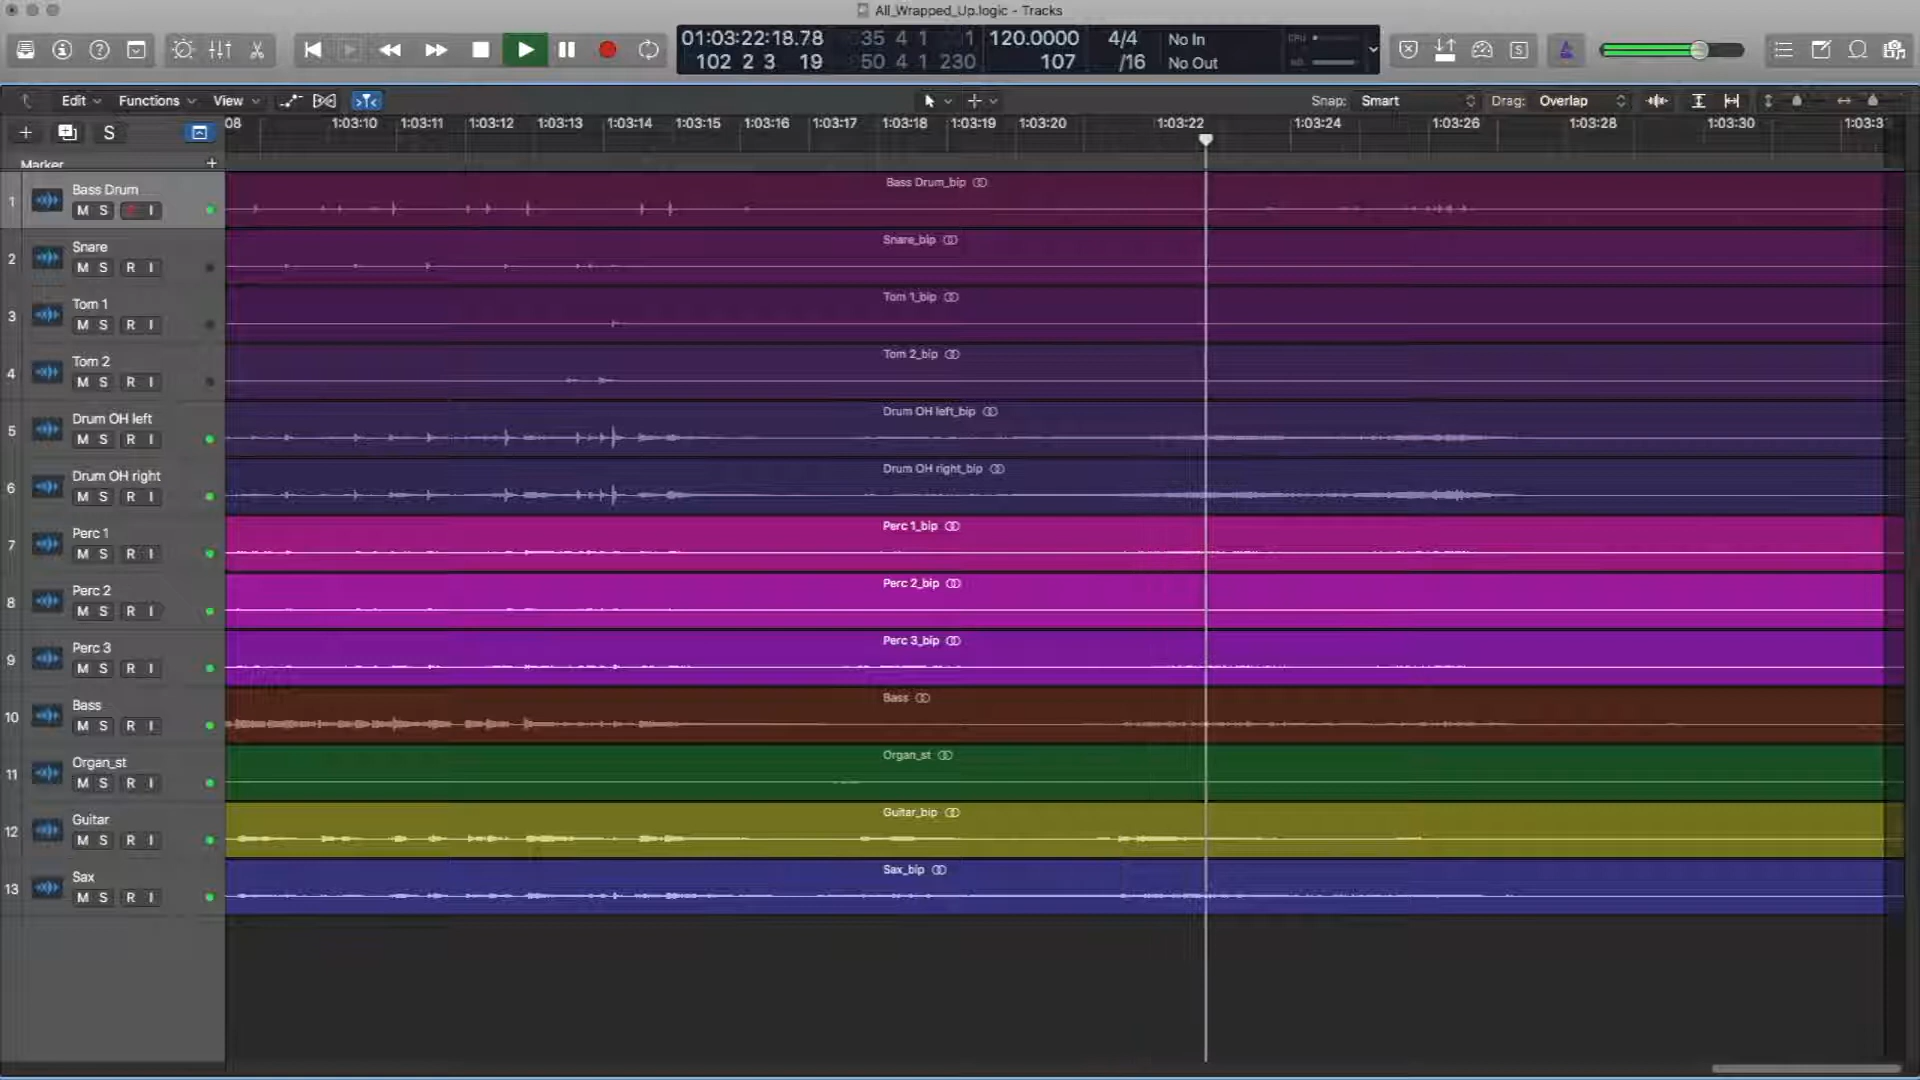 All_Wrapped_Up.logic - Tracks
01:03:22:18.78 35 4 1 1 120.0000 4/4 No In
102 2 3 19 50 4 1 230 107 /16 No Out
CPU
HD
Edit Functions View Snap: Smart Drag: Overlap
S
08 1:03:10 1:03:11 1:03:12 1:03:13 1:03:14 1:03:15 1:03:16 1:03:17 1:03:18 1:03:19 1:03:20 1:03:22 1:03:24 1:03:26 1:03:28 1:03:30 1:03:3
Marker +
1 Bass Drum Bass Drum_bip
M S R I
2 Snare Snare_bip
M S R I
3 Tom 1 Tom 1_bip
M S R I
4 Tom 2 Tom 2_bip
M S R I
5 Drum OH left Drum OH left_bip
M S R I
6 Drum OH right Drum OH right_bip
M S R I
7 Perc 1 Perc 1_bip
M S R I
8 Perc 2 Perc 2_bip
M S R I
9 Perc 3 Perc 3_bip
M S R I
10 Bass Bass
M S R I
11 Organ_st Organ_st
M S R I
12 Guitar Guitar_bip
M S R I
13 Sax Sax_bip
M S R I